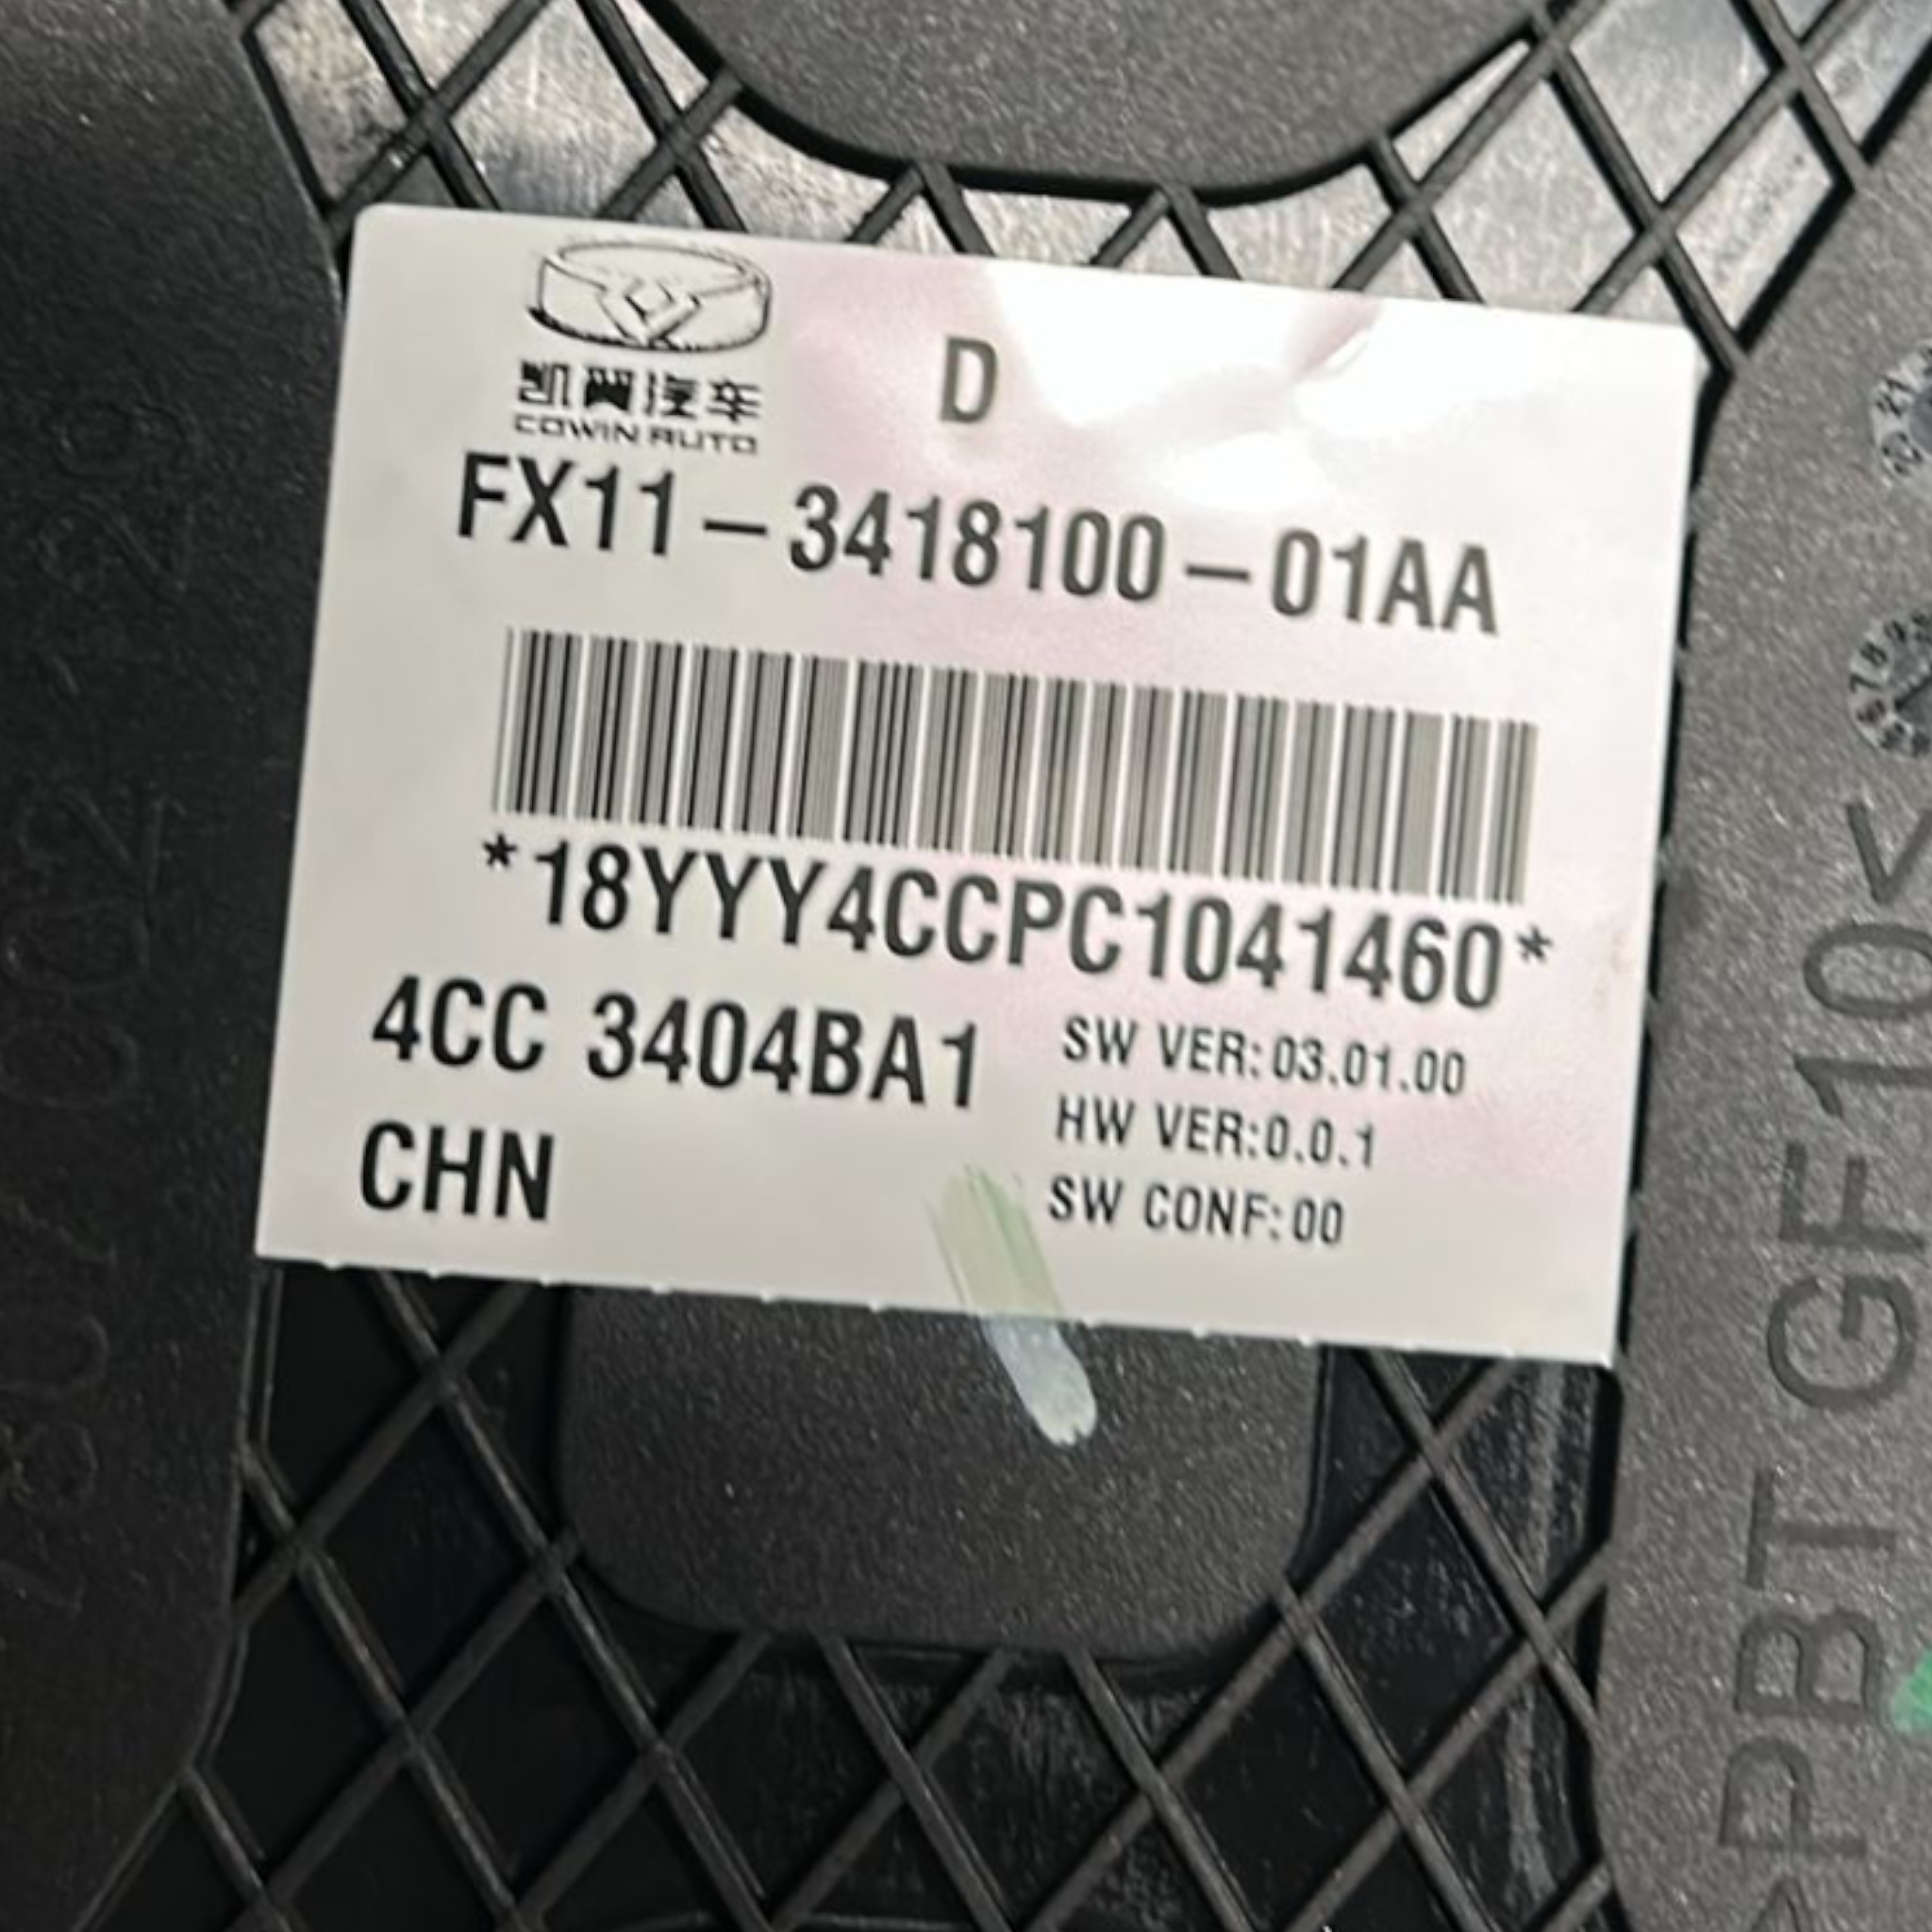 凯翼汽车
COWIN AUTO
D
FX11-3418100-01AA
*18YYY4CCPC1041460*
4CC 3404BA1
CHN
SW VER:03.01.00
HW VER:0.0.1
SW CONF:00
>PBT GF10<